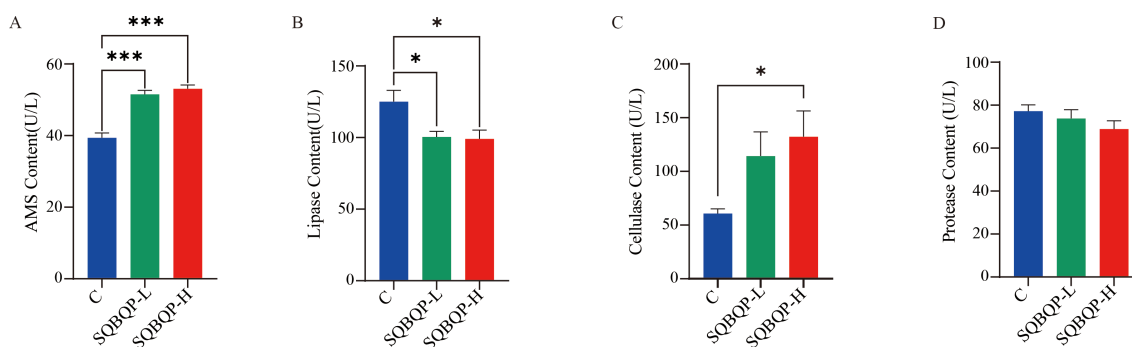 A
AMS Content(U/L)
60
40
20
0
***
***
C
SQBQP-L
SQBQP-H
B
Lipase Content(U/L)
150
100
50
0
*
*
C
SQBQP-L
SQBQP-H
C
Cellulase Content (U/L)
200
150
100
50
0
*
C
SQBQP-L
SQBQP-H
D
Protease Content (U/L)
100
80
60
40
20
0
C
SQBQP-L
SQBQP-H